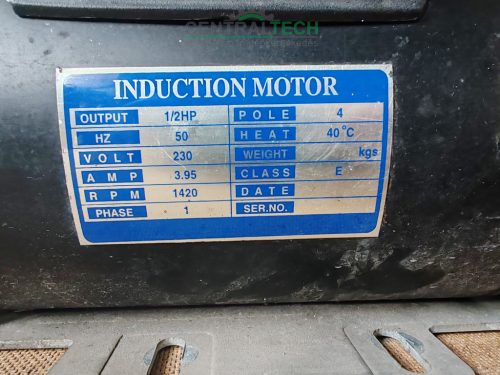 CENTRALTECH
INDUCTION MOTOR
OUTPUT 1/2HP POLE 4
HZ 50 HEAT 40°C
VOLT 230 WEIGHT kgs
AMP 3.95 CLASS E
RPM 1420 DATE
PHASE 1 SER.NO.